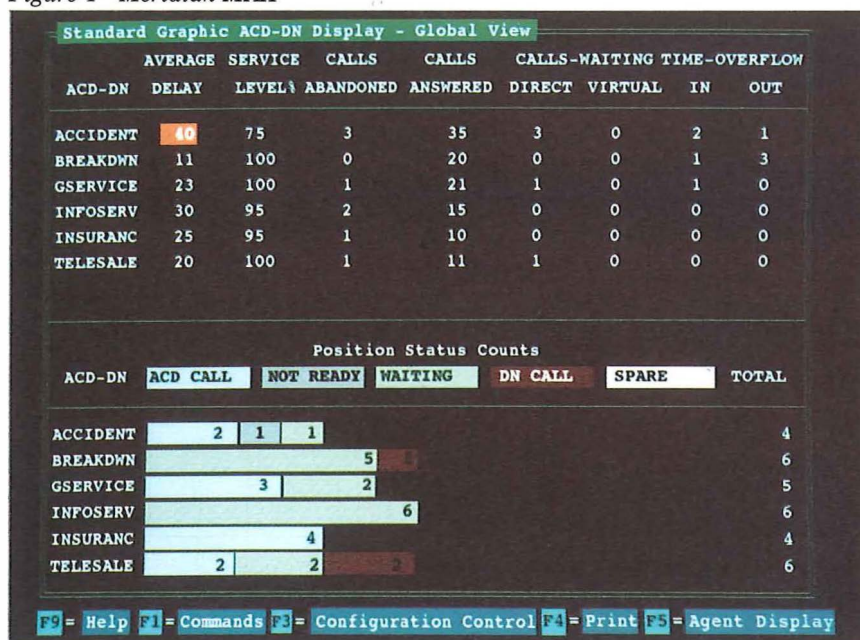 Figure 1 Meridian MAX
Standard Graphic ACD-DN Display - Global View
AVERAGE SERVICE CALLS CALLS CALLS-WAITING TIME-OVERFLOW
ACD-DN DELAY LEVEL% ABANDONED ANSWERED DIRECT VIRTUAL IN OUT
ACCIDENT 40 75 3 35 3 0 2 1
BREAKDWN 11 100 0 20 0 0 1 3
GSERVICE 23 100 1 21 1 0 1 0
INFOSERV 30 95 2 15 0 0 0 0
INSURANC 25 95 1 10 0 0 0 0
TELESALE 20 100 1 11 1 0 0 0
Position Status Counts
ACD-DN ACD CALL NOT READY WAITING DN CALL SPARE TOTAL
ACCIDENT 2 1 1 4
BREAKDWN 5 6
GSERVICE 3 2 5
INFOSERV 6 6
INSURANC 4 4
TELESALE 2 2 2 6
F9= Help F1= Commands F3= Configuration Control F4= Print F5= Agent Display